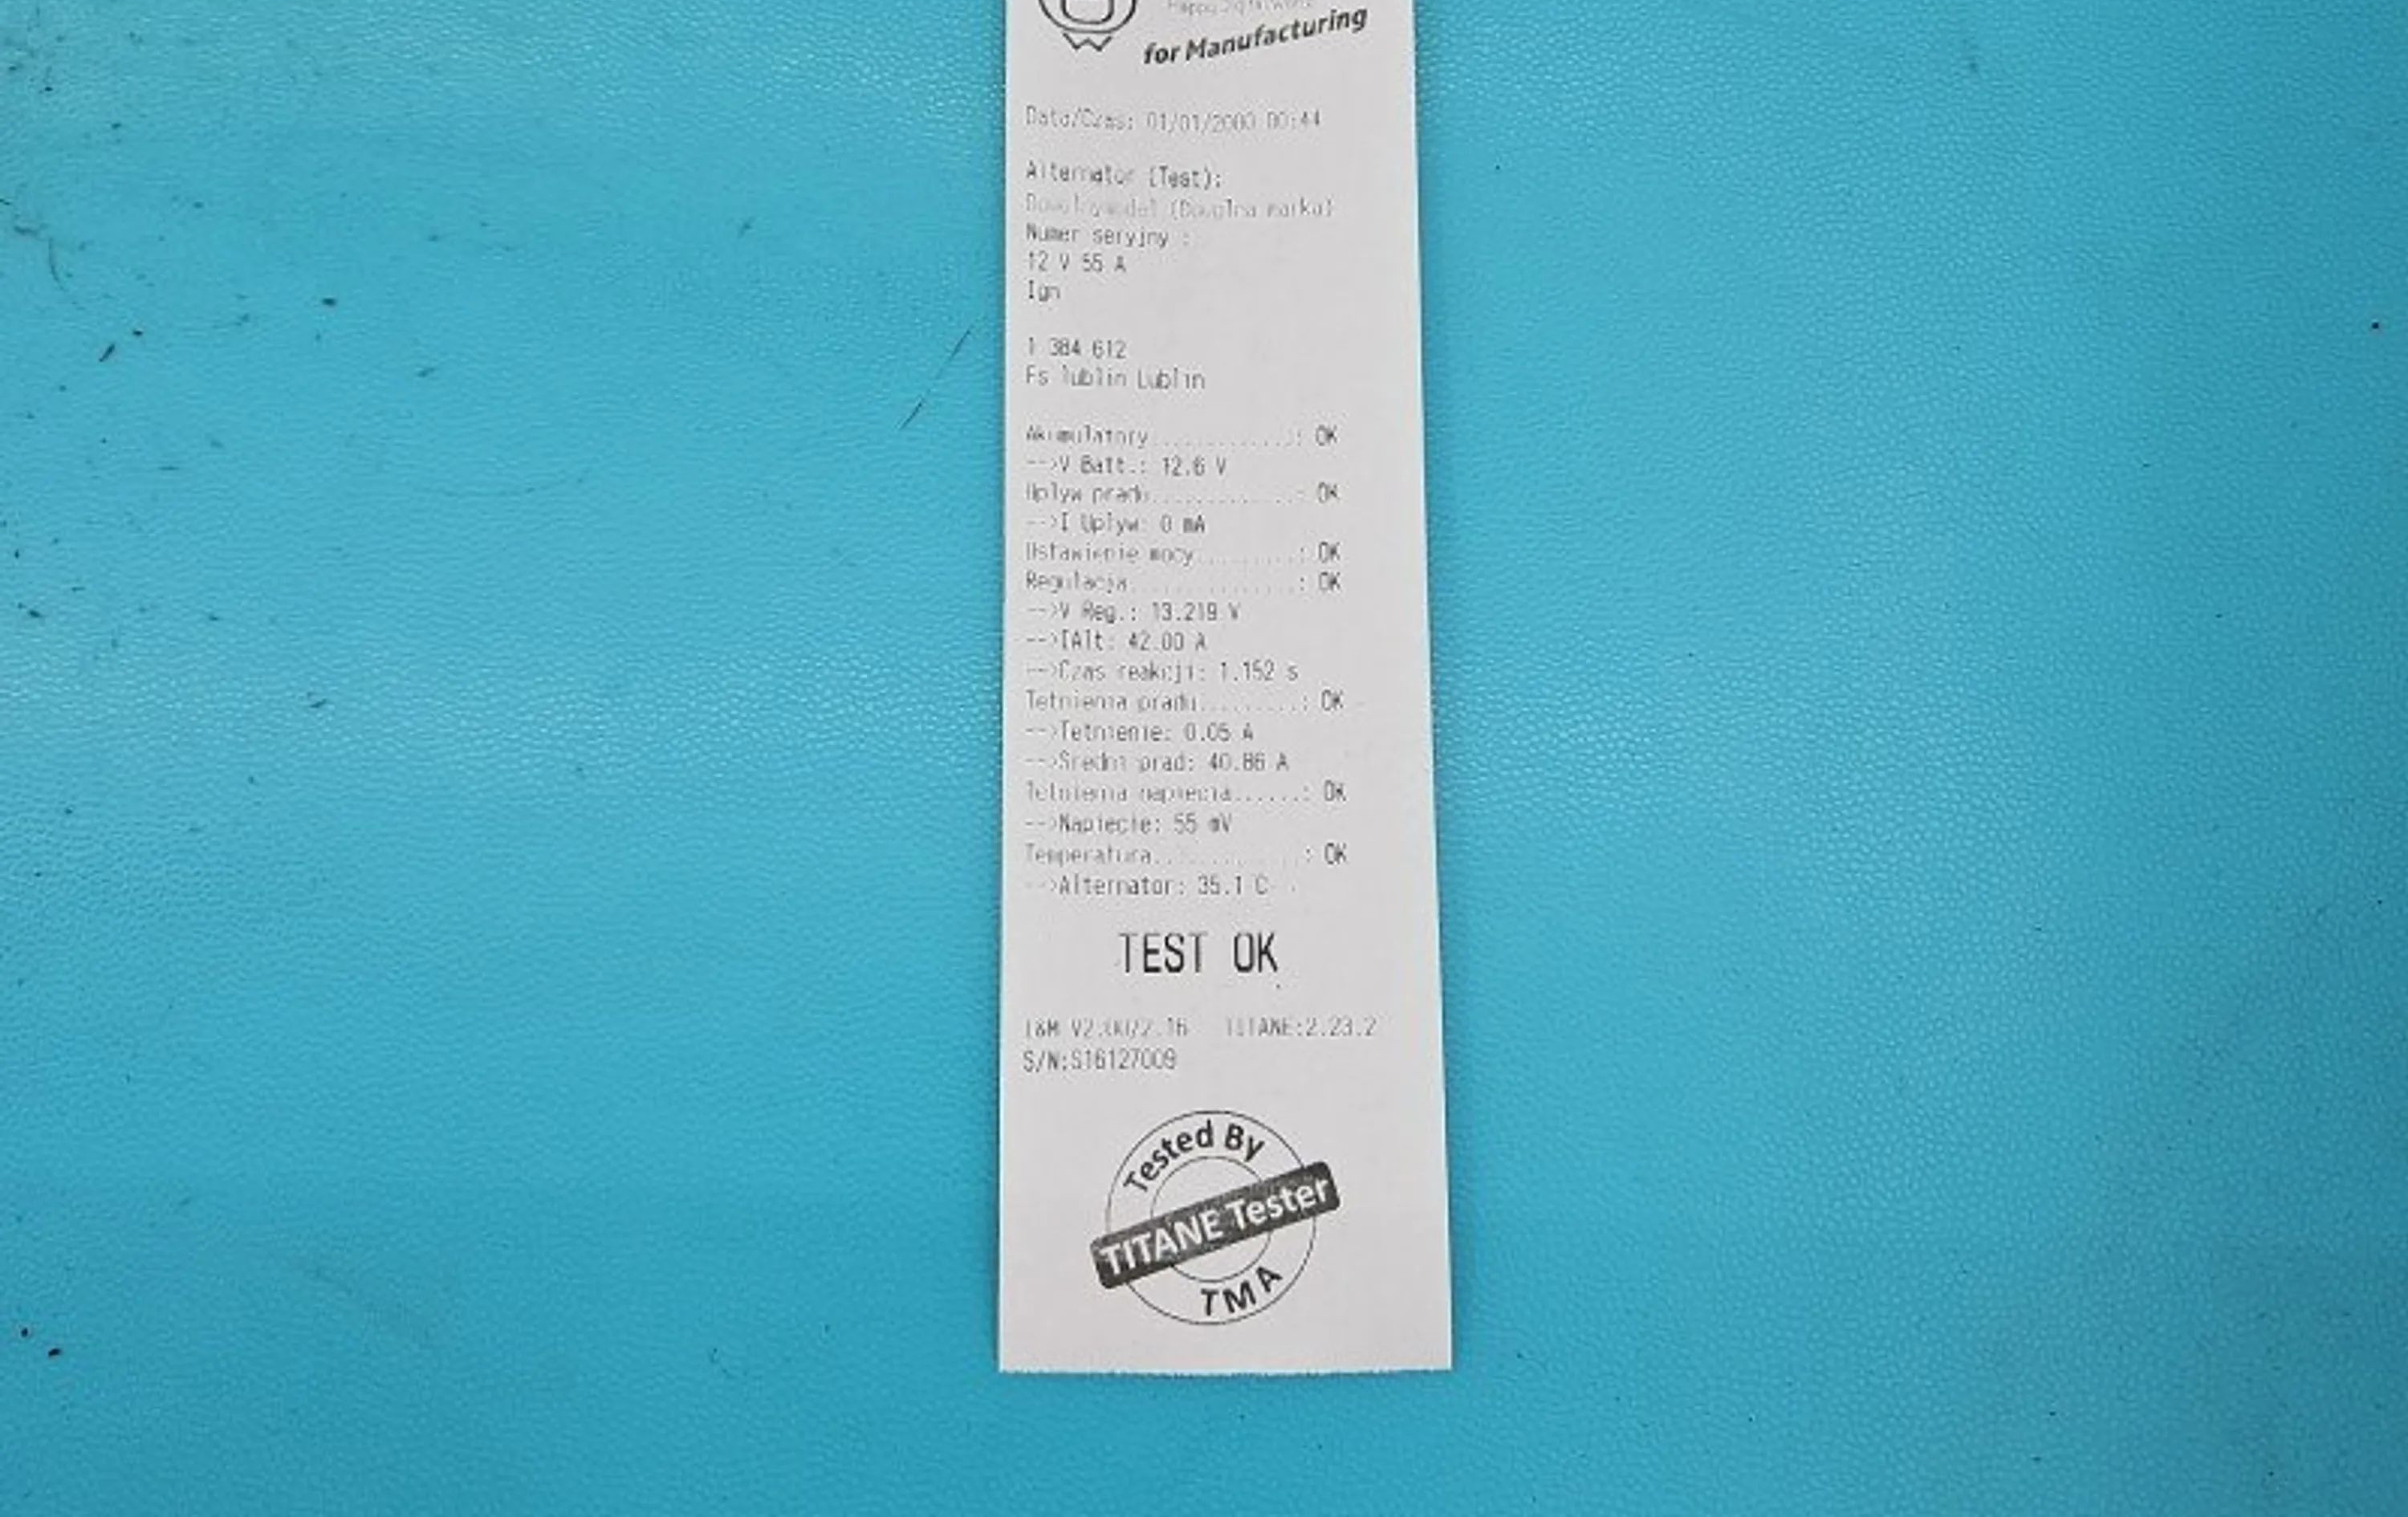 for Manufacturing
Data/Czas: 01/01/2000 00:44
Alternator (Test):
Numer seryjny :
12 V 55 A
Ign
1 384 612
Fs lublin Lublin
Akumulatory.............: OK
-->V Batt.: 12.6 V
Uplyw pradu.............: OK
-->I Uplyw: 0 mA
Ustawienie mocy.........: OK
Regulacja...............: OK
-->V Reg.: 13.219 V
-->IAlt: 42.00 A
-->Czas reakcji: 1.152 s
Tetnienia pradu.........: OK
-->Tetnienie: 0.05 A
-->Sredni prad: 40.86 A
Tetnienia napiecia......: OK
-->Napiecie: 55 mV
Temperatura.............: OK
-->Alternator: 35.1 C
TEST OK
TITANE:2.23.2
S/N:S16127009
Tested By
TITANE Tester
TMA